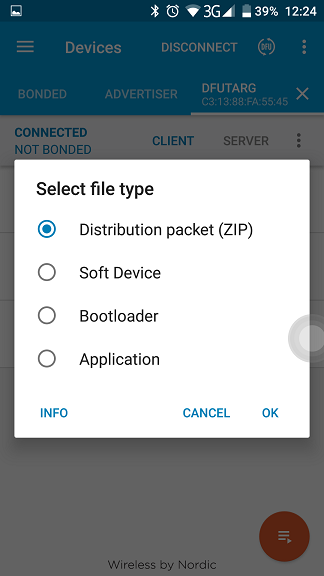 3G 39% 12:24
Devices DISCONNECT DFU
BONDED ADVERTISER DFUTARG
C3:13:88:FA:55:45
CONNECTED
NOT BONDED CLIENT SERVER
Select file type
Distribution packet (ZIP)
Soft Device
Bootloader
Application
INFO CANCEL OK
Wireless by Nordic